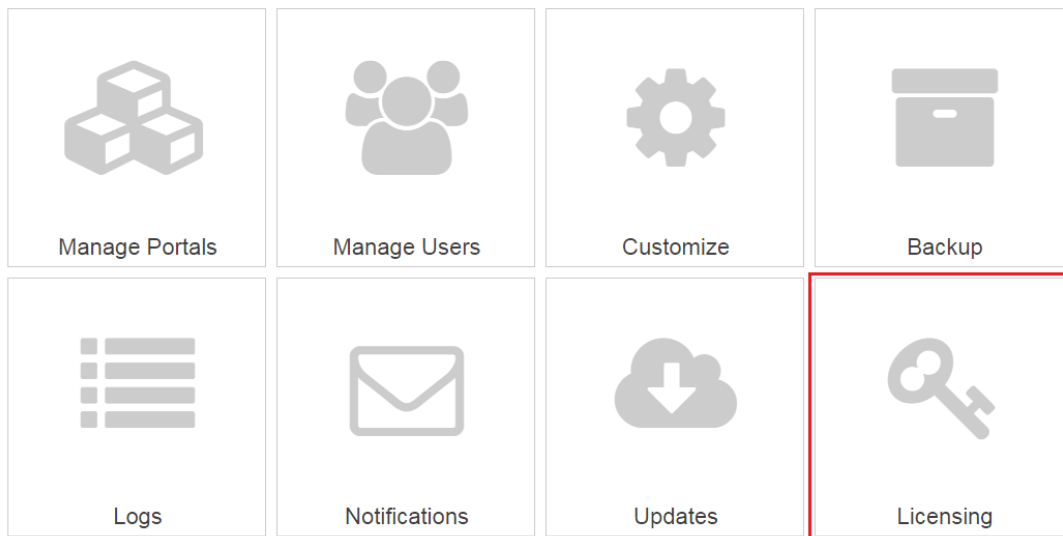 Manage Portals
Manage Users
Customize
Backup
Logs
Notifications
Updates
Licensing